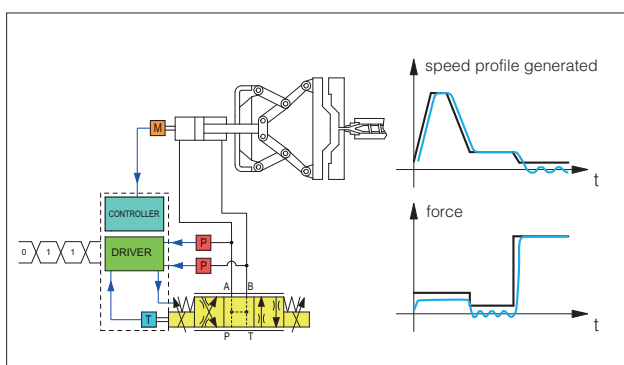 speed profile generated
t
M
CONTROLLER
DRIVER
0 1 1
P
P
T
A B
P T
force
t